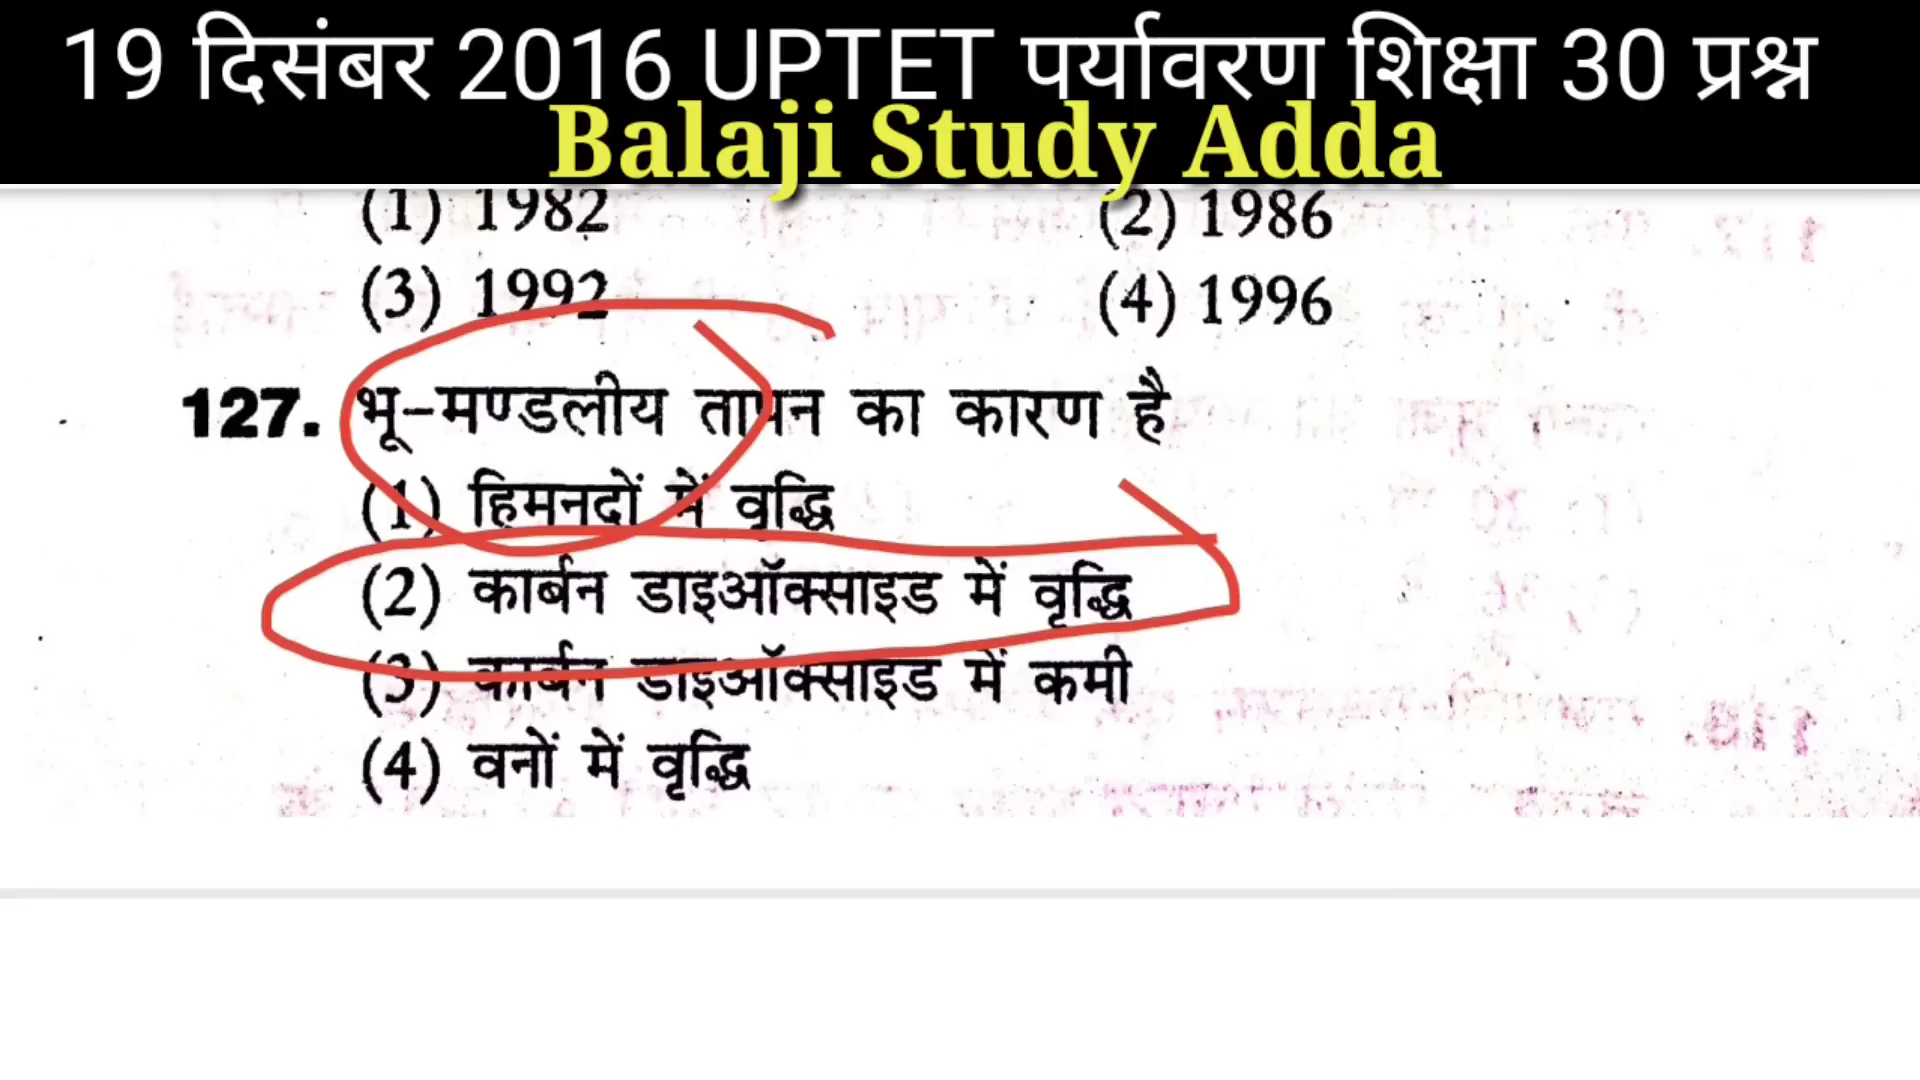 19 दिसंबर 2016 UPTET पर्यावरण शिक्षा 30 प्रश्न
Balaji Study Adda
(1) 1982 (2) 1986
(3) 1992 (4) 1996
127. भू-मण्डलीय तापन का कारण है
(1) हिमनदों में वृद्धि
(2) कार्बन डाइऑक्साइड में वृद्धि
(3) कार्बन डाइऑक्साइड में कमी
(4) वनों में वृद्धि